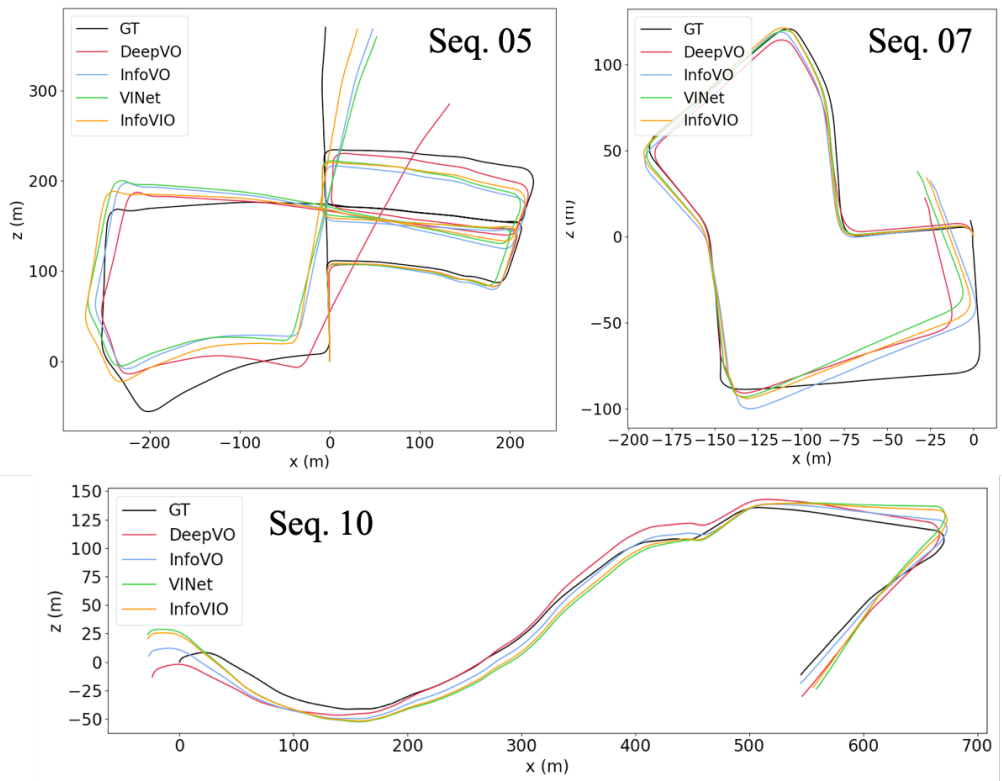 Seq. 05
GT
DeepVO
InfoVO
VINet
InfoVIO
z (m)
300
200
100
0
−200
−100
0
100
200
x (m)
Seq. 07
GT
DeepVO
InfoVO
VINet
InfoVIO
z (m)
100
50
0
−50
−100
−200
−175
−150
−125
−100
−75
−50
−25
0
x (m)
Seq. 10
GT
DeepVO
InfoVO
VINet
InfoVIO
z (m)
150
125
100
75
50
25
0
−25
−50
0
100
200
300
400
500
600
700
x (m)